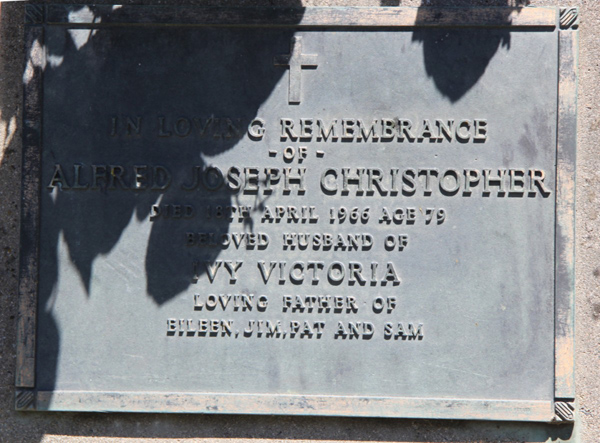 IN LOVING REMEMBRANCE
- OF -
ALFRED JOSEPH CHRISTOPHER
DIED 18TH APRIL 1966 AGE 79
BELOVED HUSBAND OF
IVY VICTORIA
LOVING FATHER OF
EILEEN, JIM, PAT AND SAM